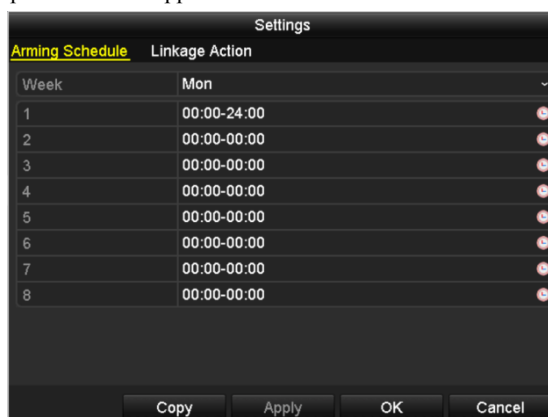 Settings
Arming Schedule Linkage Action
Week Mon
1 00:00-24:00
2 00:00-00:00
3 00:00-00:00
4 00:00-00:00
5 00:00-00:00
6 00:00-00:00
7 00:00-00:00
8 00:00-00:00
Copy Apply OK Cancel